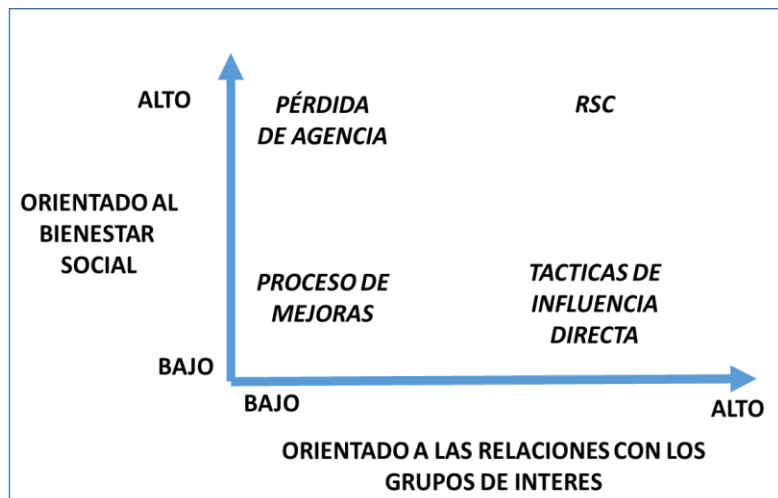 ALTO
PÉRDIDA
DE AGENCIA
RSC
ORIENTADO AL
BIENESTAR
SOCIAL
PROCESO DE
MEJORAS
TACTICAS DE
INFLUENCIA
DIRECTA
BAJO
BAJO
ALTO
ORIENTADO A LAS RELACIONES CON LOS
GRUPOS DE INTERES